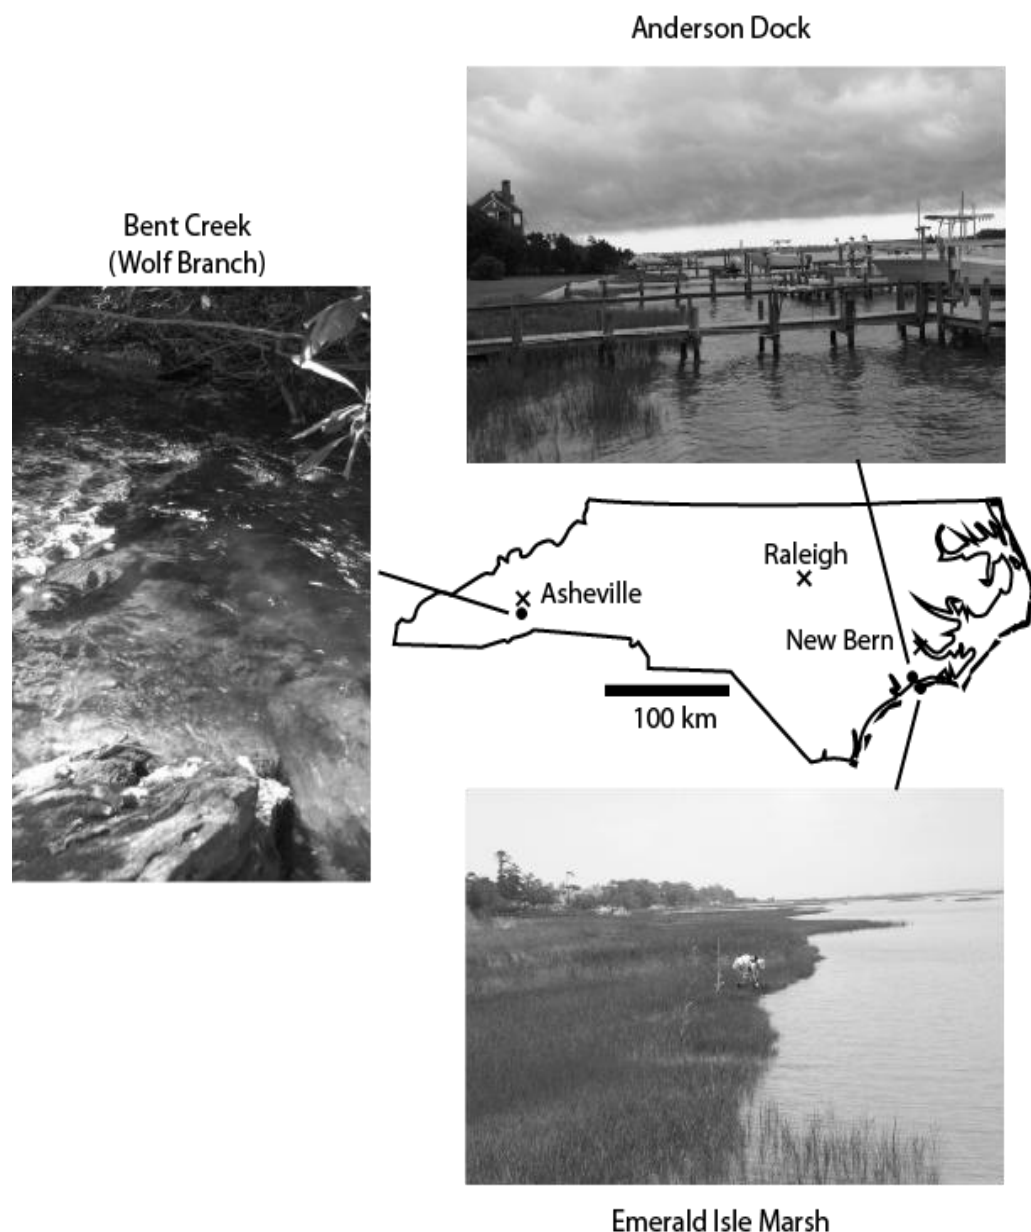 Anderson Dock
Bent Creek
(Wolf Branch)
Raleigh
Asheville
New Bern
100 km
Emerald Isle Marsh